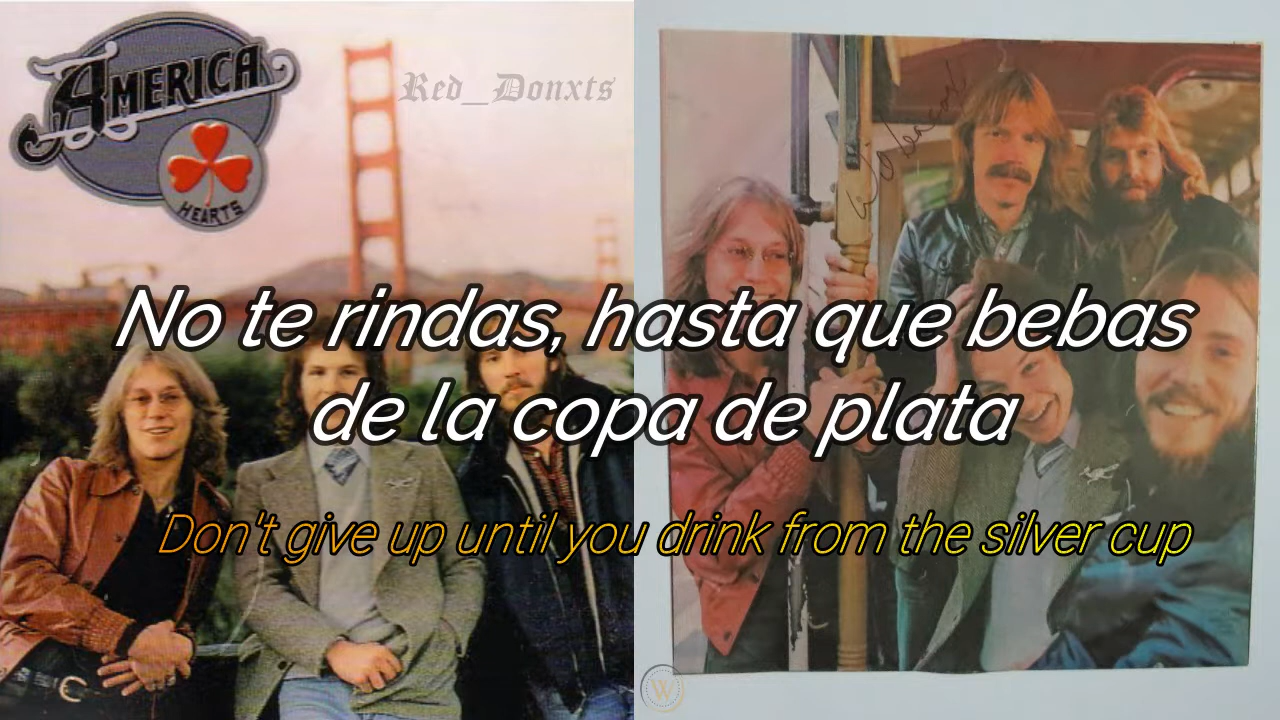 AMERICA
HEARTS
Red_Donxts
No te rindas, hasta que bebas
de la copa de plata
Don't give up until you drink from the silver cup
W